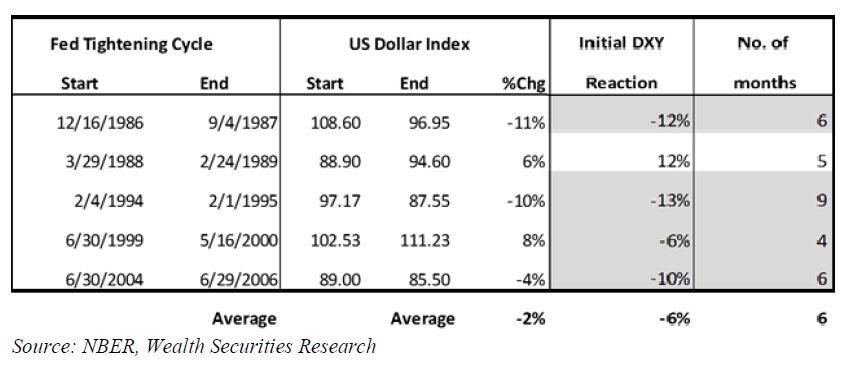 Fed Tightening Cycle US Dollar Index Initial DXY No. of
Start End Start End %Chg Reaction months
12/16/1986 9/4/1987 108.60 96.95 -11% -12% 6
3/29/1988 2/24/1989 88.90 94.60 6% 12% 5
2/4/1994 2/1/1995 97.17 87.55 -10% -13% 9
6/30/1999 5/16/2000 102.53 111.23 8% -6% 4
6/30/2004 6/29/2006 89.00 85.50 -4% -10% 6
Average Average -2% -6% 6
Source: NBER, Wealth Securities Research